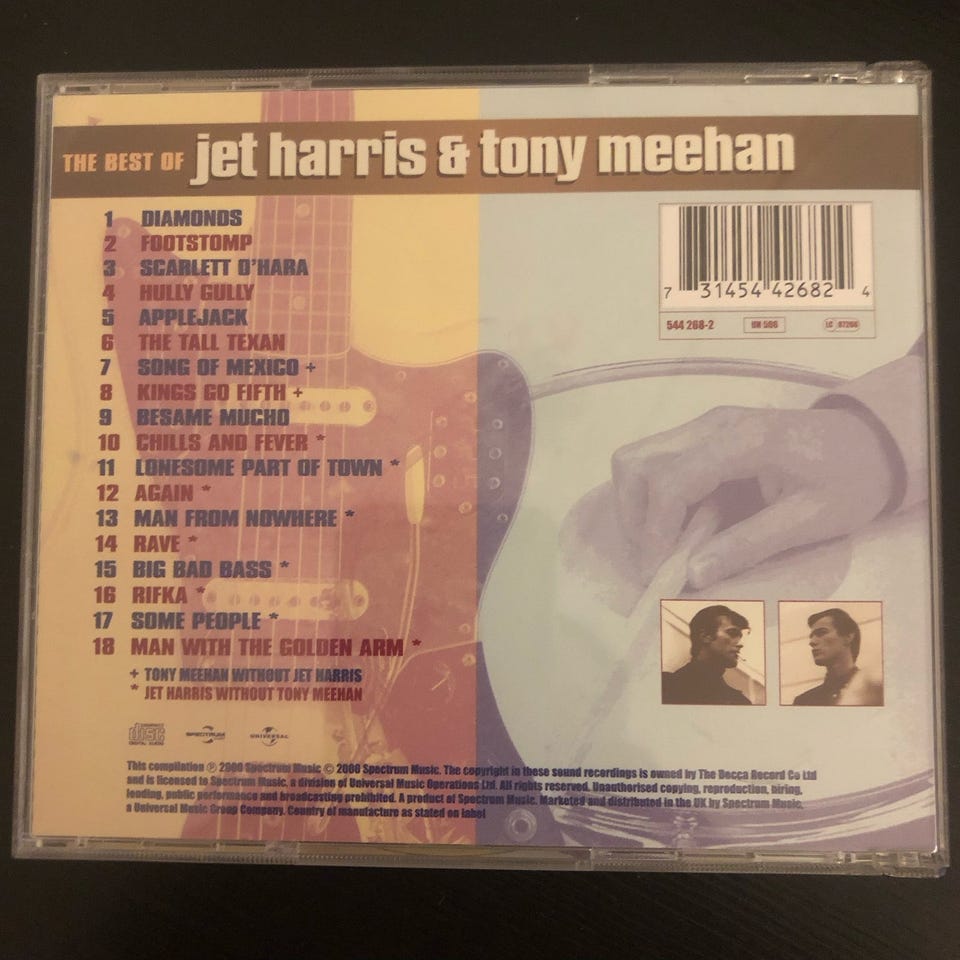 THE BEST OF jet harris & tony meehan
1 DIAMONDS
2 FOOTSTOMP
3 SCARLETT O'HARA
4 HULLY GULLY
5 APPLEJACK
6 THE TALL TEXAN
7 SONG OF MEXICO +
8 KINGS GO FIFTH +
9 BESAME MUCHO
10 CHILLS AND FEVER *
11 LONESOME PART OF TOWN *
12 AGAIN *
13 MAN FROM NOWHERE *
14 RAVE *
15 BIG BAD BASS *
16 RIFKA *
17 SOME PEOPLE *
18 MAN WITH THE GOLDEN ARM *
+ TONY MEEHAN WITHOUT JET HARRIS
* JET HARRIS WITHOUT TONY MEEHAN
7 31454 42682 4
544 268-2
COMPACT
disc
DIGITAL AUDIO
SPECTRUM
UNIVERSAL
This compilation ℗ 2000 Spectrum Music © 2000 Spectrum Music. The copyright in these sound recordings is owned by The Decca Record Co Ltd
and is licensed to Spectrum Music, a division of Universal Music Operations Ltd. All rights reserved. Unauthorised copying, reproduction, hiring,
lending, public performance and broadcasting prohibited. A product of Spectrum Music. Marketed and distributed in the UK by Spectrum Music,
a Universal Music Group Company. Country of manufacture as stated on label